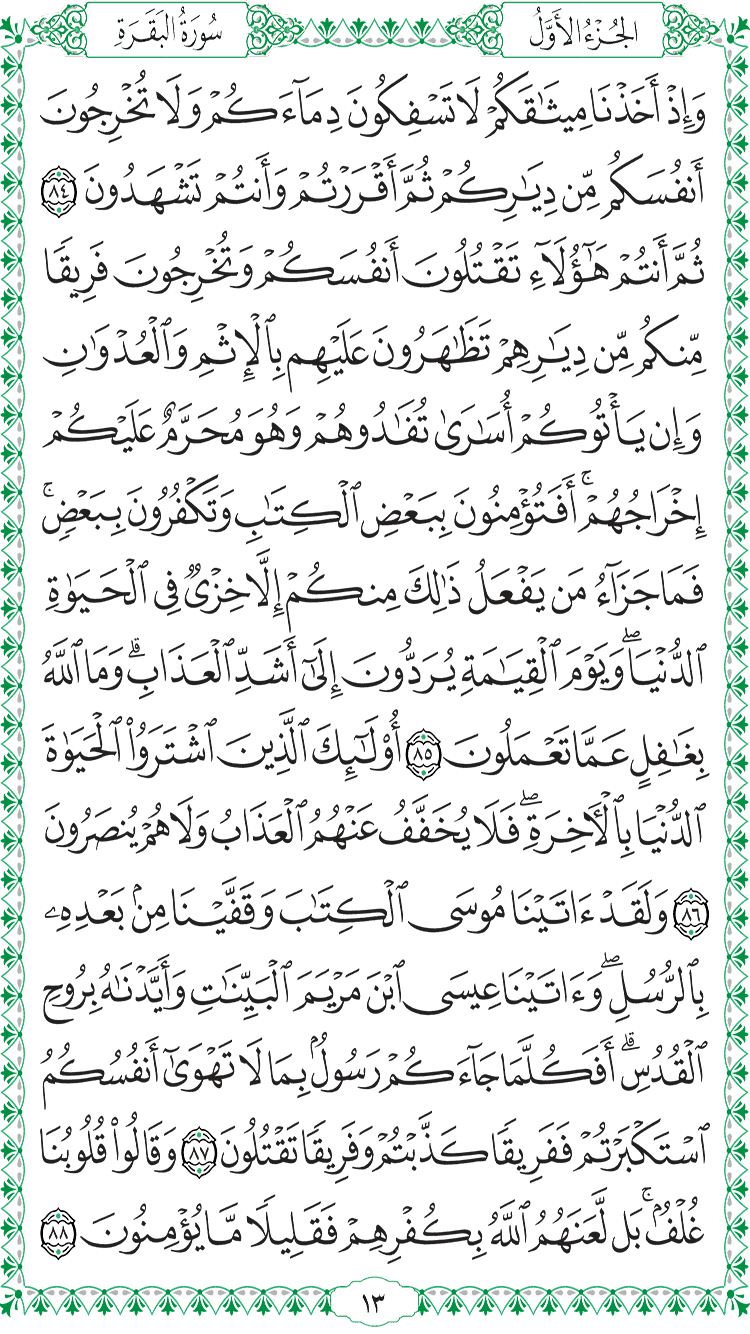 الجُزْءُ الأَوَّلُ
سُورَةُ البَقَرَةِ
وَإِذْ أَخَذْنَا مِيثَٰقَكُمْ لَا تَسْفِكُونَ دِمَآءَكُمْ وَلَا تُخْرِجُونَ
أَنفُسَكُم مِّن دِيَٰرِكُمْ ثُمَّ أَقْرَرْتُمْ وَأَنتُمْ تَشْهَدُونَ ٨٤
ثُمَّ أَنتُمْ هَٰٓؤُلَآءِ تَقْتُلُونَ أَنفُسَكُمْ وَتُخْرِجُونَ فَرِيقًا
مِّنكُم مِّن دِيَٰرِهِمْ تَظَٰهَرُونَ عَلَيْهِم بِٱلْإِثْمِ وَٱلْعُدْوَٰنِ
وَإِن يَأْتُوكُمْ أُسَٰرَىٰ تُفَٰدُوهُمْ وَهُوَ مُحَرَّمٌ عَلَيْكُمْ
إِخْرَاجُهُمْ ۚ أَفَتُؤْمِنُونَ بِبَعْضِ ٱلْكِتَٰبِ وَتَكْفُرُونَ بِبَعْضٍ ۚ
فَمَا جَزَآءُ مَن يَفْعَلُ ذَٰلِكَ مِنكُمْ إِلَّا خِزْىٌ فِى ٱلْحَيَوٰةِ
ٱلدُّنْيَا ۖ وَيَوْمَ ٱلْقِيَٰمَةِ يُرَدُّونَ إِلَىٰٓ أَشَدِّ ٱلْعَذَابِ ۗ وَمَا ٱللَّهُ
بِغَٰفِلٍ عَمَّا تَعْمَلُونَ ٨٥ أُو۟لَٰٓئِكَ ٱلَّذِينَ ٱشْتَرَوُا۟ ٱلْحَيَوٰةَ
ٱلدُّنْيَا بِٱلْـَٔاخِرَةِ ۖ فَلَا يُخَفَّفُ عَنْهُمُ ٱلْعَذَابُ وَلَا هُمْ يُنصَرُونَ
٨٦ وَلَقَدْ ءَاتَيْنَا مُوسَى ٱلْكِتَٰبَ وَقَفَّيْنَا مِنۢ بَعْدِهِۦ
بِٱلرُّسُلِ ۖ وَءَاتَيْنَا عِيسَى ٱبْنَ مَرْيَمَ ٱلْبَيِّنَٰتِ وَأَيَّدْنَٰهُ بِرُوحِ
ٱلْقُدُسِ ۗ أَفَكُلَّمَا جَآءَكُمْ رَسُولٌۢ بِمَا لَا تَهْوَىٰٓ أَنفُسُكُمُ
ٱسْتَكْبَرْتُمْ فَفَرِيقًا كَذَّبْتُمْ وَفَرِيقًا تَقْتُلُونَ ٨٧ وَقَالُوا۟ قُلُوبُنَا
غُلْفٌۢ ۚ بَل لَّعَنَهُمُ ٱللَّهُ بِكُفْرِهِمْ فَقَلِيلًا مَّا يُؤْمِنُونَ ٨٨
١٣